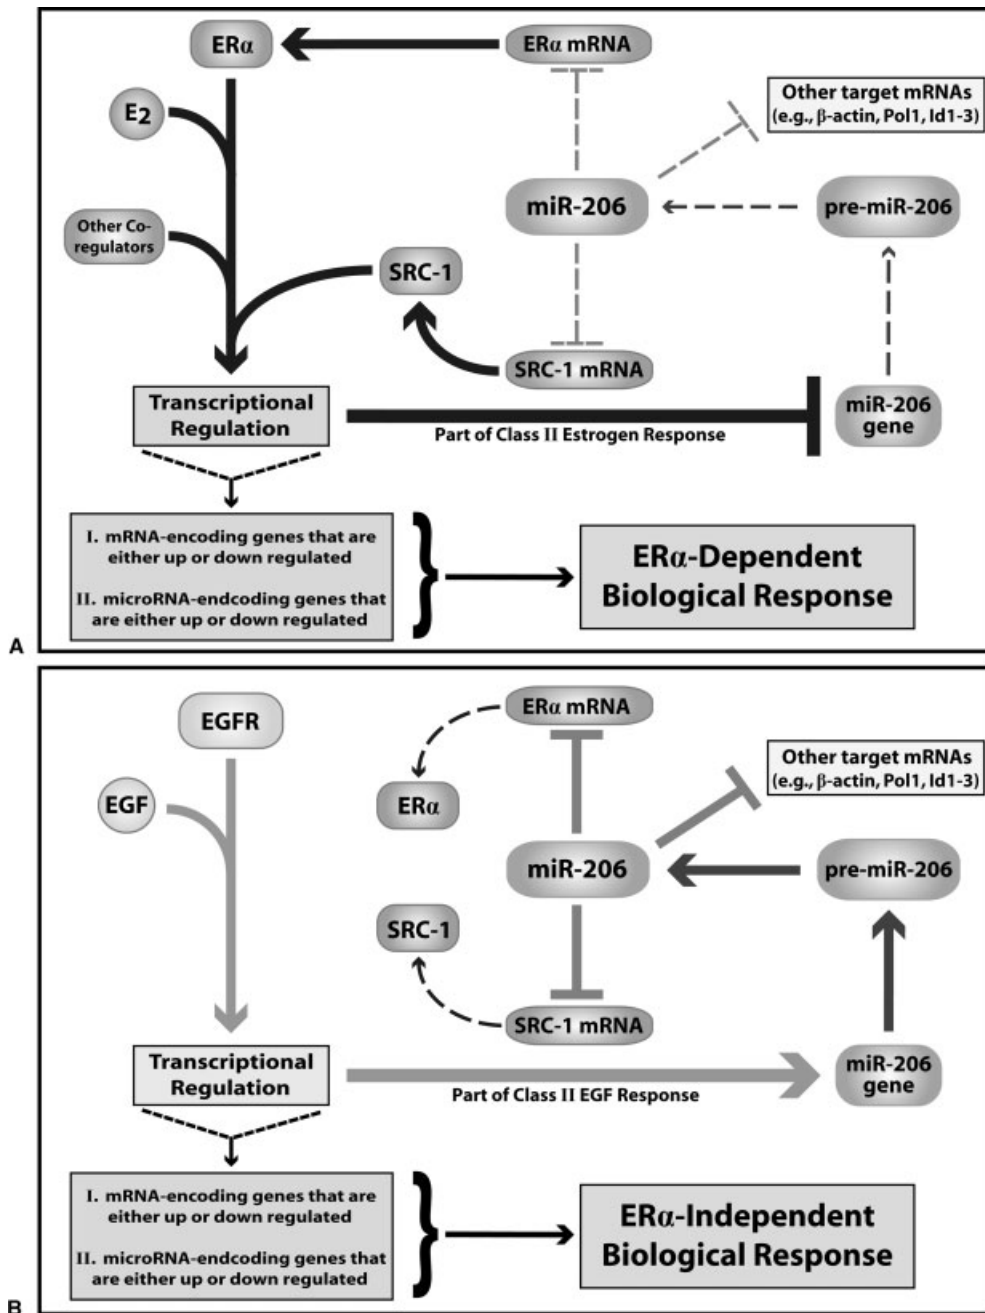 ERα
ERα mRNA
E2
Other target mRNAs
(e.g., β-actin, Pol1, Id1-3)
miR-206
pre-miR-206
Other Co-
regulators
SRC-1
SRC-1 mRNA
Transcriptional
Regulation
miR-206
gene
Part of Class II Estrogen Response
I. mRNA-encoding genes that are
either up or down regulated
II. microRNA-endcoding genes that
are either up or down regulated
ERα-Dependent
Biological Response
A
ERα mRNA
EGFR
Other target mRNAs
(e.g., β-actin, Pol1, Id1-3)
EGF
ERα
miR-206
pre-miR-206
SRC-1
SRC-1 mRNA
Transcriptional
Regulation
miR-206
gene
Part of Class II EGF Response
I. mRNA-encoding genes that are
either up or down regulated
II. microRNA-endcoding genes that
are either up or down regulated
ERα-Independent
Biological Response
B